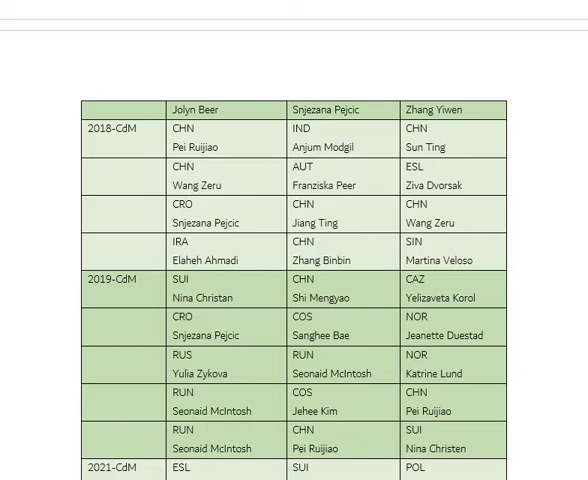 Jolyn Beer Snjezana Pejcic Zhang Yiwen
2018-CdM CHN IND CHN
Pei Ruijiao Anjum Modgil Sun Ting
CHN AUT ESL
Wang Zeru Franziska Peer Ziva Dvorsak
CRO CHN CHN
Snjezana Pejcic Jiang Ting Wang Zeru
IRA CHN SIN
Elaheh Ahmadi Zhang Binbin Martina Veloso
2019-CdM SUI CHN CAZ
Nina Christan Shi Mengyao Yelizaveta Korol
CRO COS NOR
Snjezana Pejcic Sanghee Bae Jeanette Duestad
RUS RUN NOR
Yulia Zykova Seonaid McIntosh Katrine Lund
RUN COS CHN
Seonaid McIntosh Jehee Kim Pei Ruijiao
RUN CHN SUI
Seonaid McIntosh Pei Ruijiao Nina Christen
2021-CdM ESL SUI POL